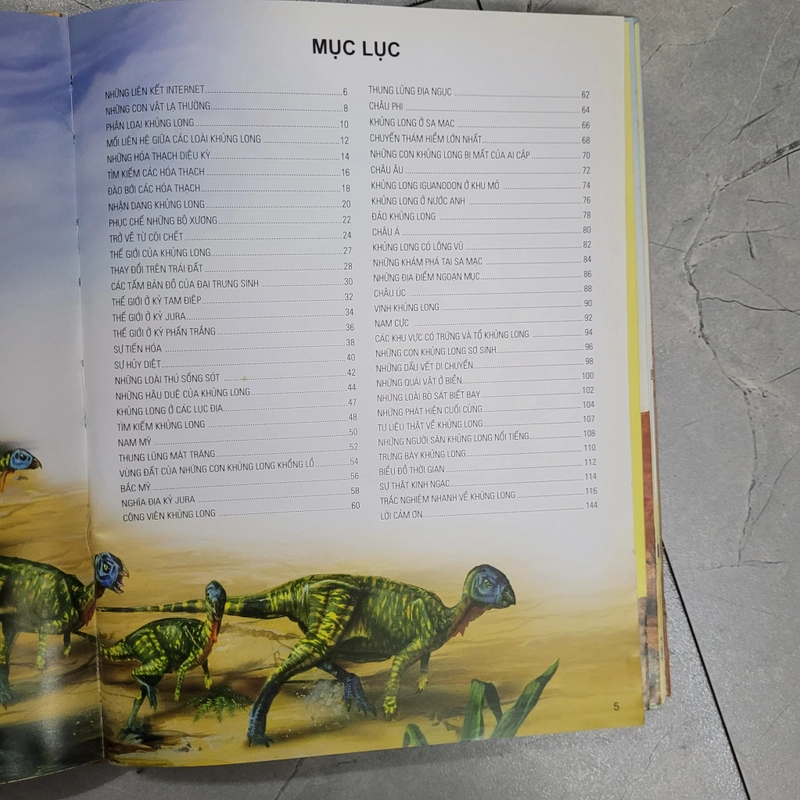 MỤC LỤC
NHỮNG LIÊN KẾT INTERNET 6
NHỮNG CON VẬT LẠ THƯỜNG 8
PHÂN LOẠI KHỦNG LONG 10
MỐI LIÊN HỆ GIỮA CÁC LOÀI KHỦNG LONG 12
NHỮNG HÓA THẠCH DIỆU KỲ 14
TÌM KIẾM CÁC HÓA THẠCH 16
ĐÀO BỚI CÁC HÓA THẠCH 18
NHẬN DẠNG KHỦNG LONG 20
PHỤC CHẾ NHỮNG BỘ XƯƠNG 22
TRỞ VỀ TỪ CÕI CHẾT 24
THẾ GIỚI CỦA KHỦNG LONG 27
THAY ĐỔI TRÊN TRÁI ĐẤT 28
CÁC TẤM BẢN ĐỒ CỦA ĐẠI TRUNG SINH 30
THẾ GIỚI Ở KỶ TAM ĐIỆP 32
THẾ GIỚI Ở KỶ JURA 34
THẾ GIỚI Ở KỶ PHẤN TRẮNG 36
SỰ TIẾN HÓA 38
SỰ HỦY DIỆT 40
NHỮNG LOÀI THÚ SỐNG SÓT 42
NHỮNG HẬU DUỆ CỦA KHỦNG LONG 44
KHỦNG LONG Ở CÁC LỤC ĐỊA 47
TÌM KIẾM KHỦNG LONG 48
NAM MỸ 50
THUNG LŨNG MẶT TRĂNG 52
VÙNG ĐẤT CỦA NHỮNG CON KHỦNG LONG KHỔNG LỒ 54
BẮC MỸ 56
NGHĨA ĐỊA KỶ JURA 58
CÔNG VIÊN KHỦNG LONG 60
THUNG LŨNG ĐỊA NGỤC 62
CHÂU PHI 64
KHỦNG LONG Ở SA MẠC 66
CHUYẾN THÁM HIỂM LỚN NHẤT 68
NHỮNG CON KHỦNG LONG BỊ MẤT CỦA AI CẬP 70
CHÂU ÂU 72
KHỦNG LONG IGUANODON Ở KHU MỎ 74
KHỦNG LONG Ở NƯỚC ANH 76
ĐẢO KHỦNG LONG 78
CHÂU Á 80
KHỦNG LONG CÓ LÔNG VŨ 82
NHỮNG KHÁM PHÁ TẠI SA MẠC 84
NHỮNG ĐỊA ĐIỂM NGOẠN MỤC 86
CHÂU ÚC 88
VỊNH KHỦNG LONG 90
NAM CỰC 92
CÁC KHU VỰC CÓ TRỨNG VÀ TỔ KHỦNG LONG 94
NHỮNG CON KHỦNG LONG SƠ SINH 96
NHỮNG DẤU VẾT DI CHUYỂN 98
NHỮNG QUÁI VẬT Ở BIỂN 100
NHỮNG LOÀI BÒ SÁT BIẾT BAY 102
NHỮNG PHÁT HIỆN CUỐI CÙNG 104
TƯ LIỆU THẬT VỀ KHỦNG LONG 107
NHỮNG NGƯỜI SĂN KHỦNG LONG NỔI TIẾNG 108
TRƯNG BÀY KHỦNG LONG 110
BIỂU ĐỒ THỜI GIAN 112
SỰ THẬT KINH NGẠC 114
TRẮC NGHIỆM NHANH VỀ KHỦNG LONG 116
LỜI CẢM ƠN 144
5